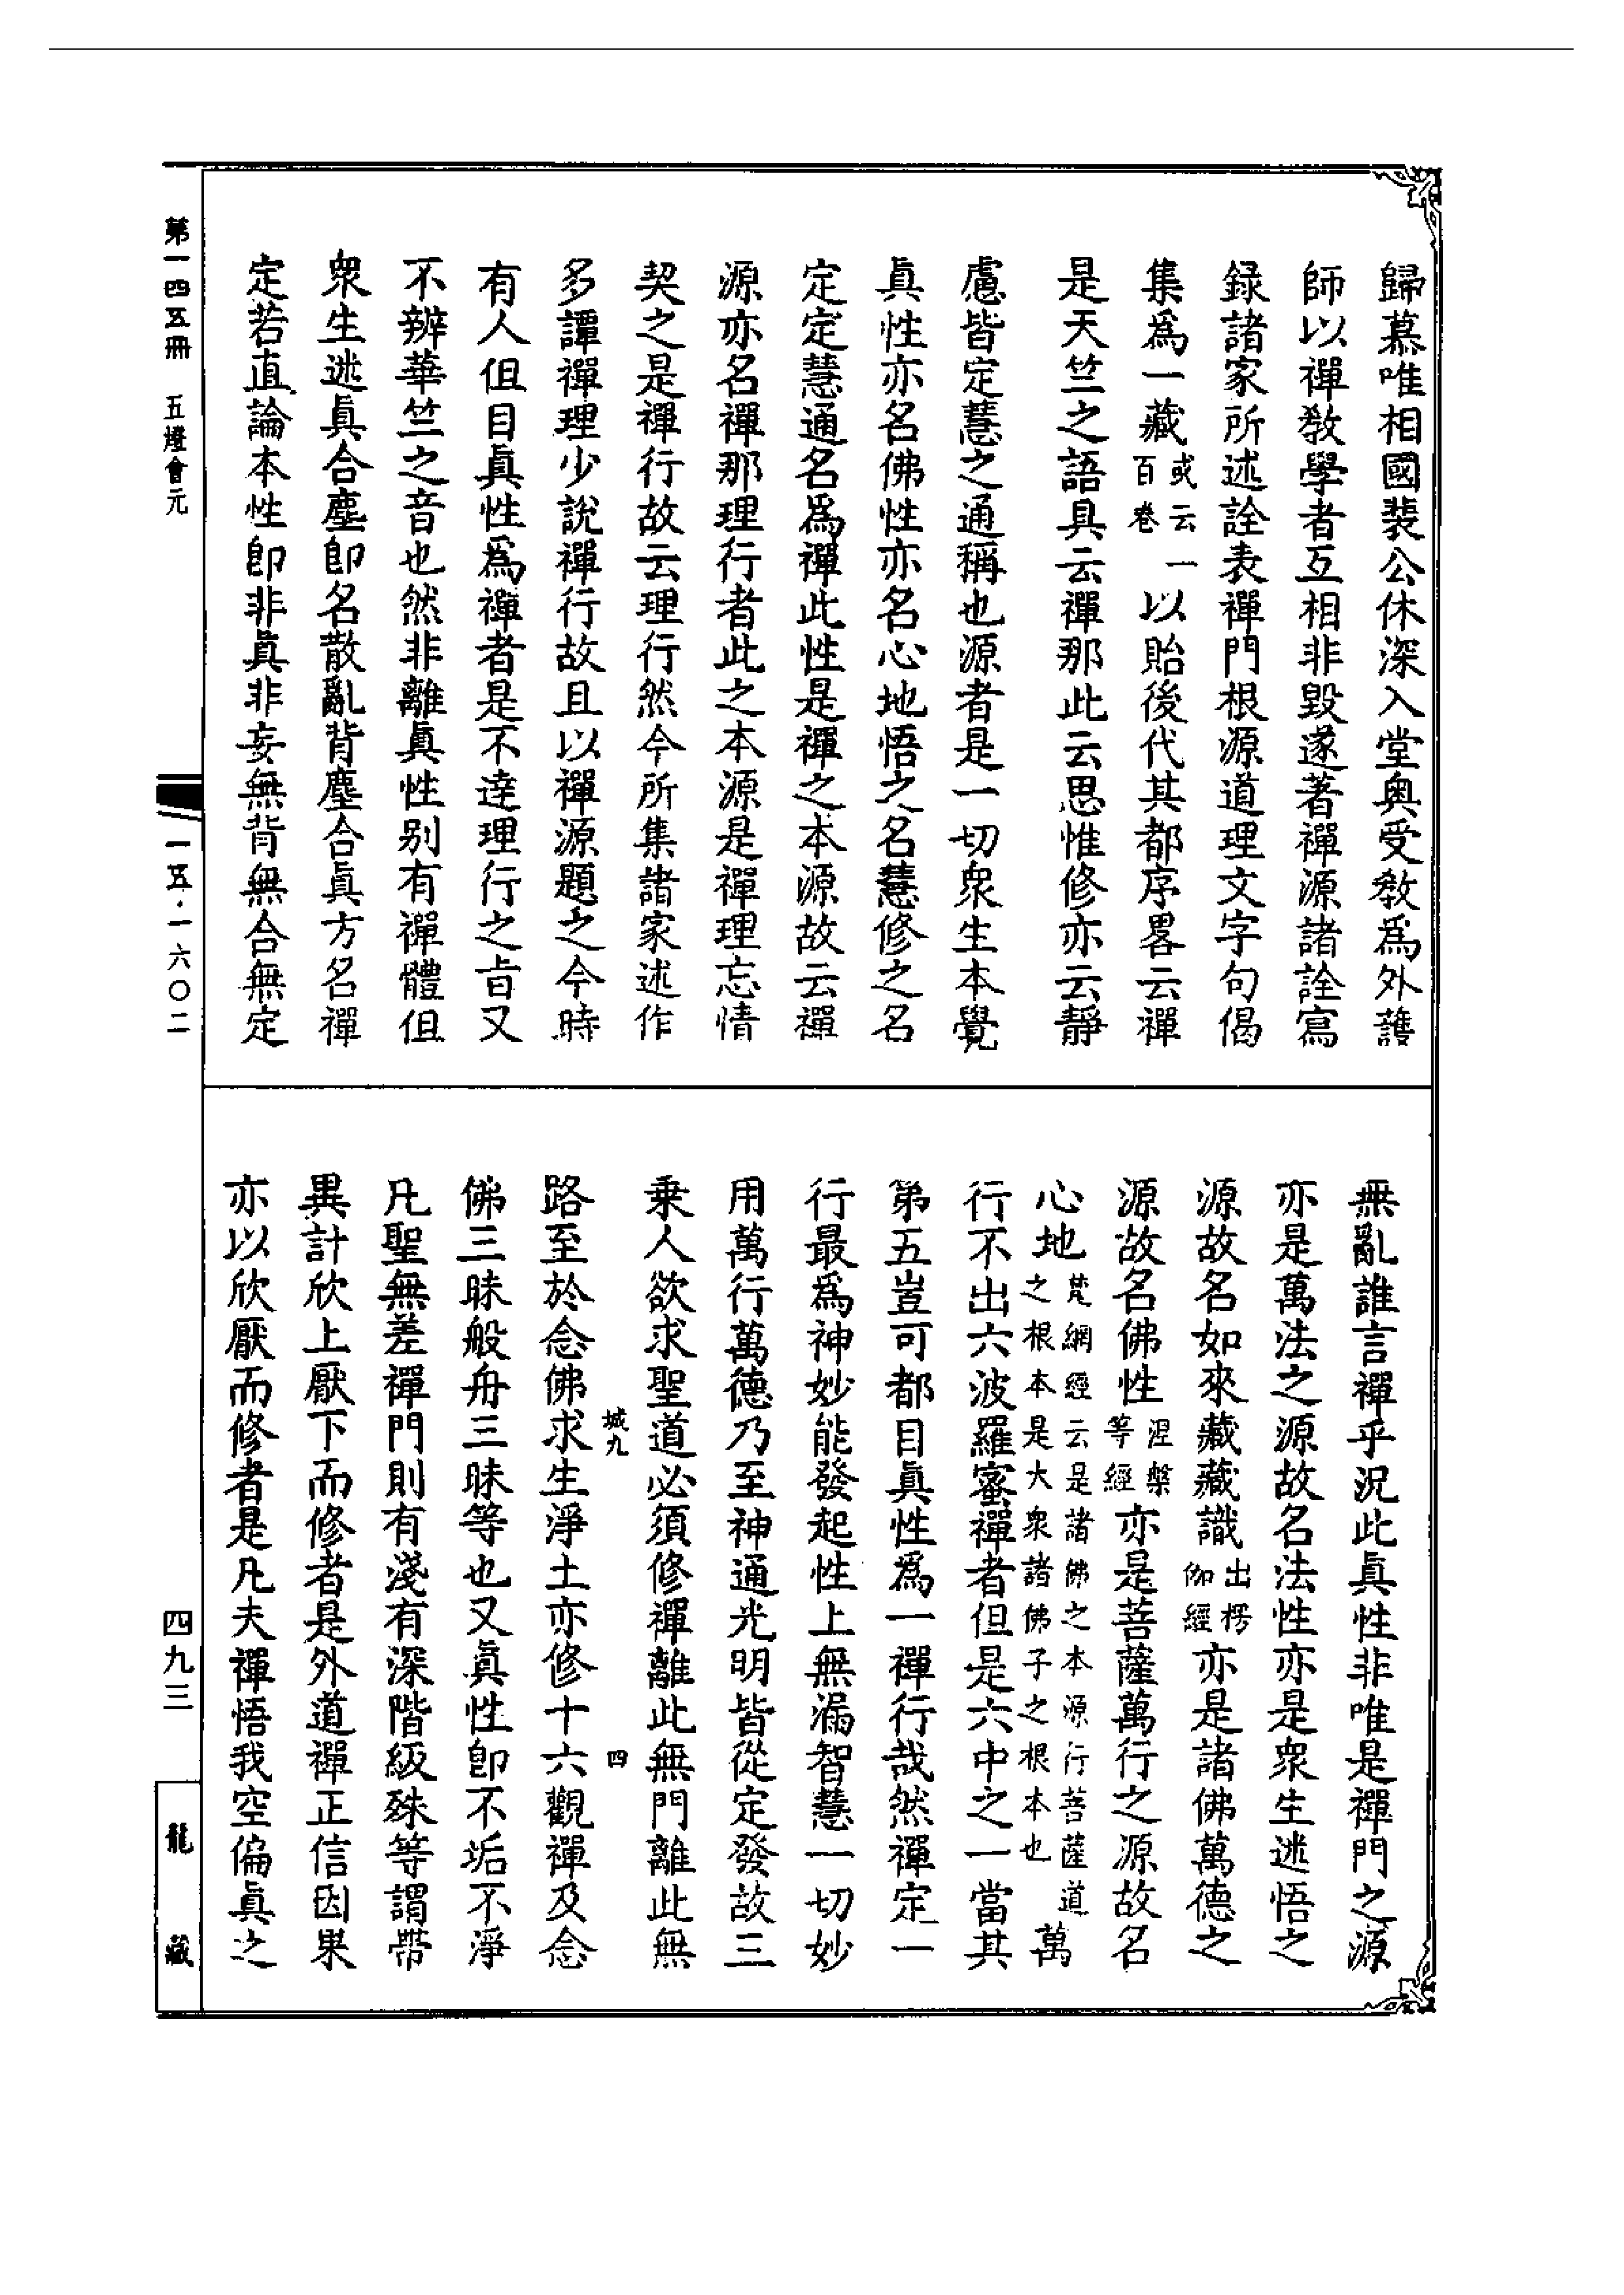 歸慕唯相國裴公休深入堂奥受教爲外護
師以禪教學者互相非毀遂著禪源諸詮寫
録諸家所述詮表禪門根源道理文字句偈
集爲一藏或云一百卷以貽後代其都序畧云禪
是天竺之語具云禪那此云思惟修亦云靜
慮皆定慧之通稱也源者是一切衆生本覺
眞性亦名佛性亦名心地悟之名慧修之名
定定慧通名爲禪此性是禪之本源故云禪
源亦名禪那理行者此之本源是禪理忘情
契之是禪行故云理行然今所集諸家述作
多譚禪理少說禪行故且以禪源題之今時
有人但目眞性爲禪者是不達理行之旨又
不辨華竺之音也然非離眞性别有禪體但
衆生迷眞合塵卽名散亂背塵合眞方名禪
定若直論本性卽非眞非妄無背無合無定
無亂誰言禪乎況此眞性非唯是禪門之源
亦是萬法之源故名法性亦是衆生迷悟之
源故名如來藏藏識出楞伽經亦是諸佛萬德之
源故名佛性涅槃等經亦是菩薩萬行之源故名
心地梵網經云是諸佛之本源行菩薩道之根本是大衆諸佛子之根本也萬
行不出六波羅蜜禪者但是六中之一當其
第五豈可都目眞性爲一禪行哉然禪定一
行最爲神妙能發起性上無漏智慧一切妙
用萬行萬德乃至神通光明皆從定發故三
乗人欲求聖道必須修禪離此無門離此無
城九
四
路至於念佛求生淨土亦修十六觀禪及念
佛三昧般舟三昧等也又眞性卽不垢不淨
凡聖無差禪門則有淺有深階級殊等謂帶
異計欣上厭下而修者是外道禪正信因果
亦以欣厭而修者是凡夫禪悟我空偏眞之
第一四五冊 五燈會元
一五·一六〇二
四九三
龍藏